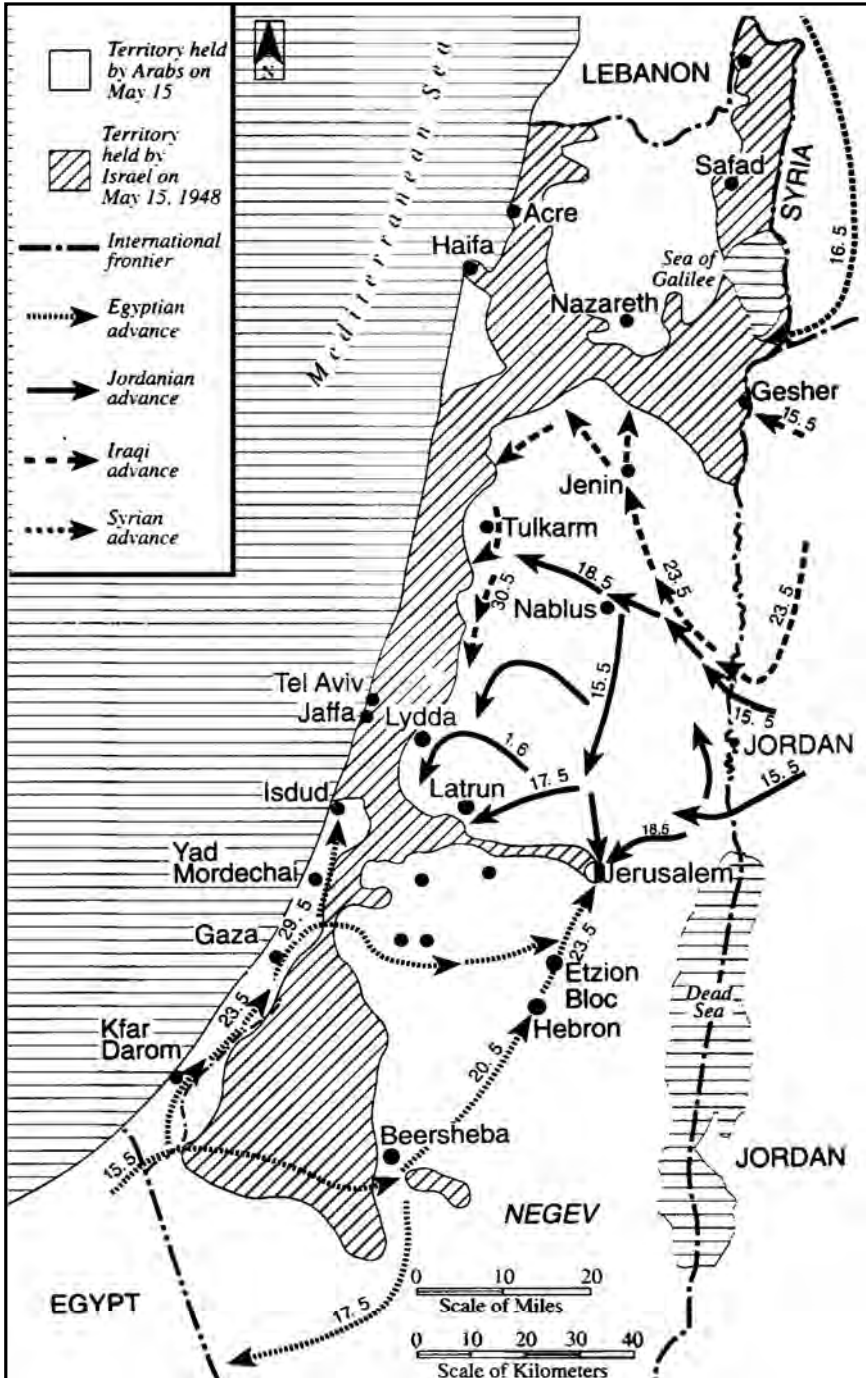 Territory held
by Arabs on
May 15
Territory
held by
Israel on
May 15, 1948
International
frontier
Egyptian
advance
Jordanian
advance
Iraqi
advance
Syrian
advance
N
Mediterranean Sea
LEBANON
SYRIA
Safad
Acre
Haifa
Sea of
Galilee
16.5
Nazareth
Gesher
15.5
Jenin
Tulkarm
18.5
23.5
23.5
30.5
Nablus
15.5
15.5
Tel Aviv
Jaffa
Lydda
JORDAN
1.6
15.5
Isdud
Latrun
17.5
18.5
Yad
Mordechai
Jerusalem
29.5
Gaza
23.5
Etzion
Bloc
Dead
Sea
23.5
Hebron
Kfar
Darom
20.5
Beersheba
15.5
JORDAN
NEGEV
EGYPT
17.5
0 10 20
Scale of Miles
0 10 20 30 40
Scale of Kilometers